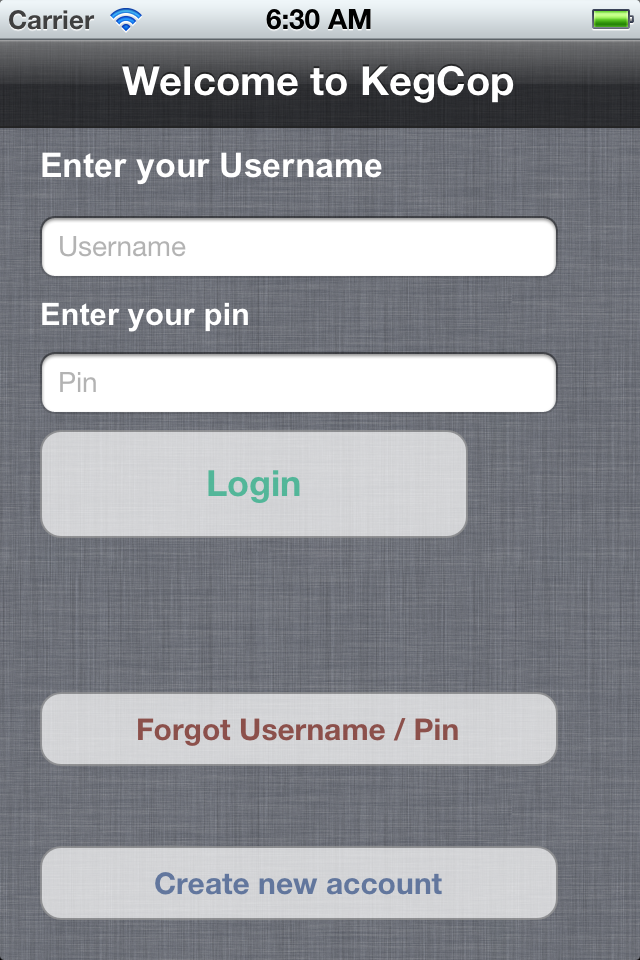 Carrier 6:30 AM
Welcome to KegCop
Enter your Username
Username
Enter your pin
Pin
Login
Forgot Username / Pin
Create new account